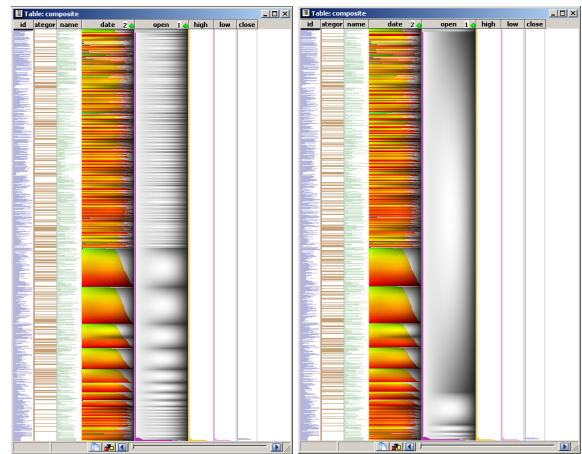 Table: composite
id ategor name date 2 open 1 high low close
Table: composite
id ategor name date 2 open 1 high low close